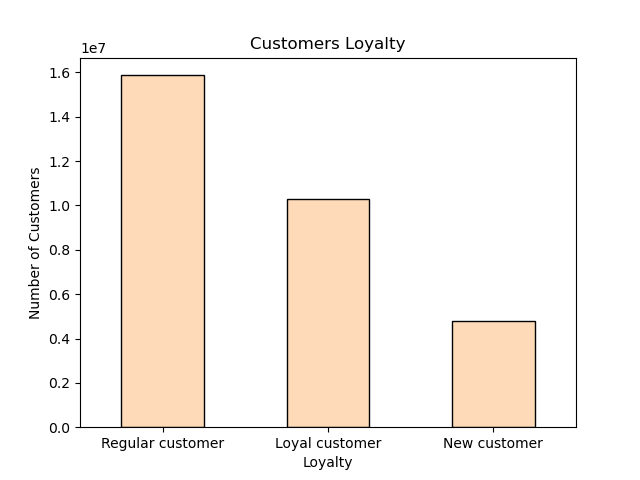 Customers Loyalty
1e7
1.6
1.4
1.2
1.0
0.8
0.6
0.4
0.2
0.0
Number of Customers
Regular customer Loyal customer New customer
Loyalty